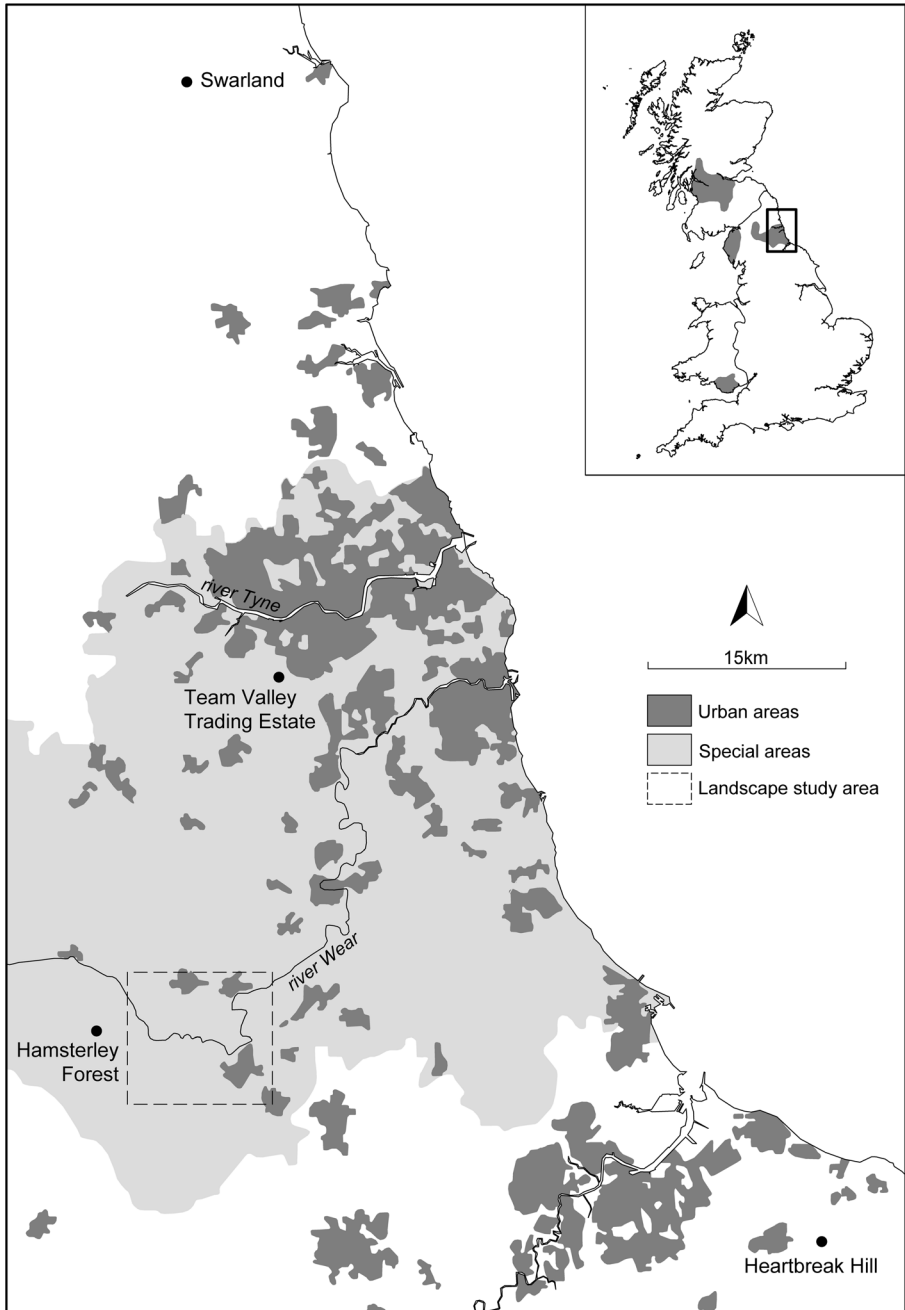 Swarland
river Tyne
Team Valley
Trading Estate
15km
Urban areas
Special areas
Landscape study area
river Wear
Hamsterley
Forest
Heartbreak Hill